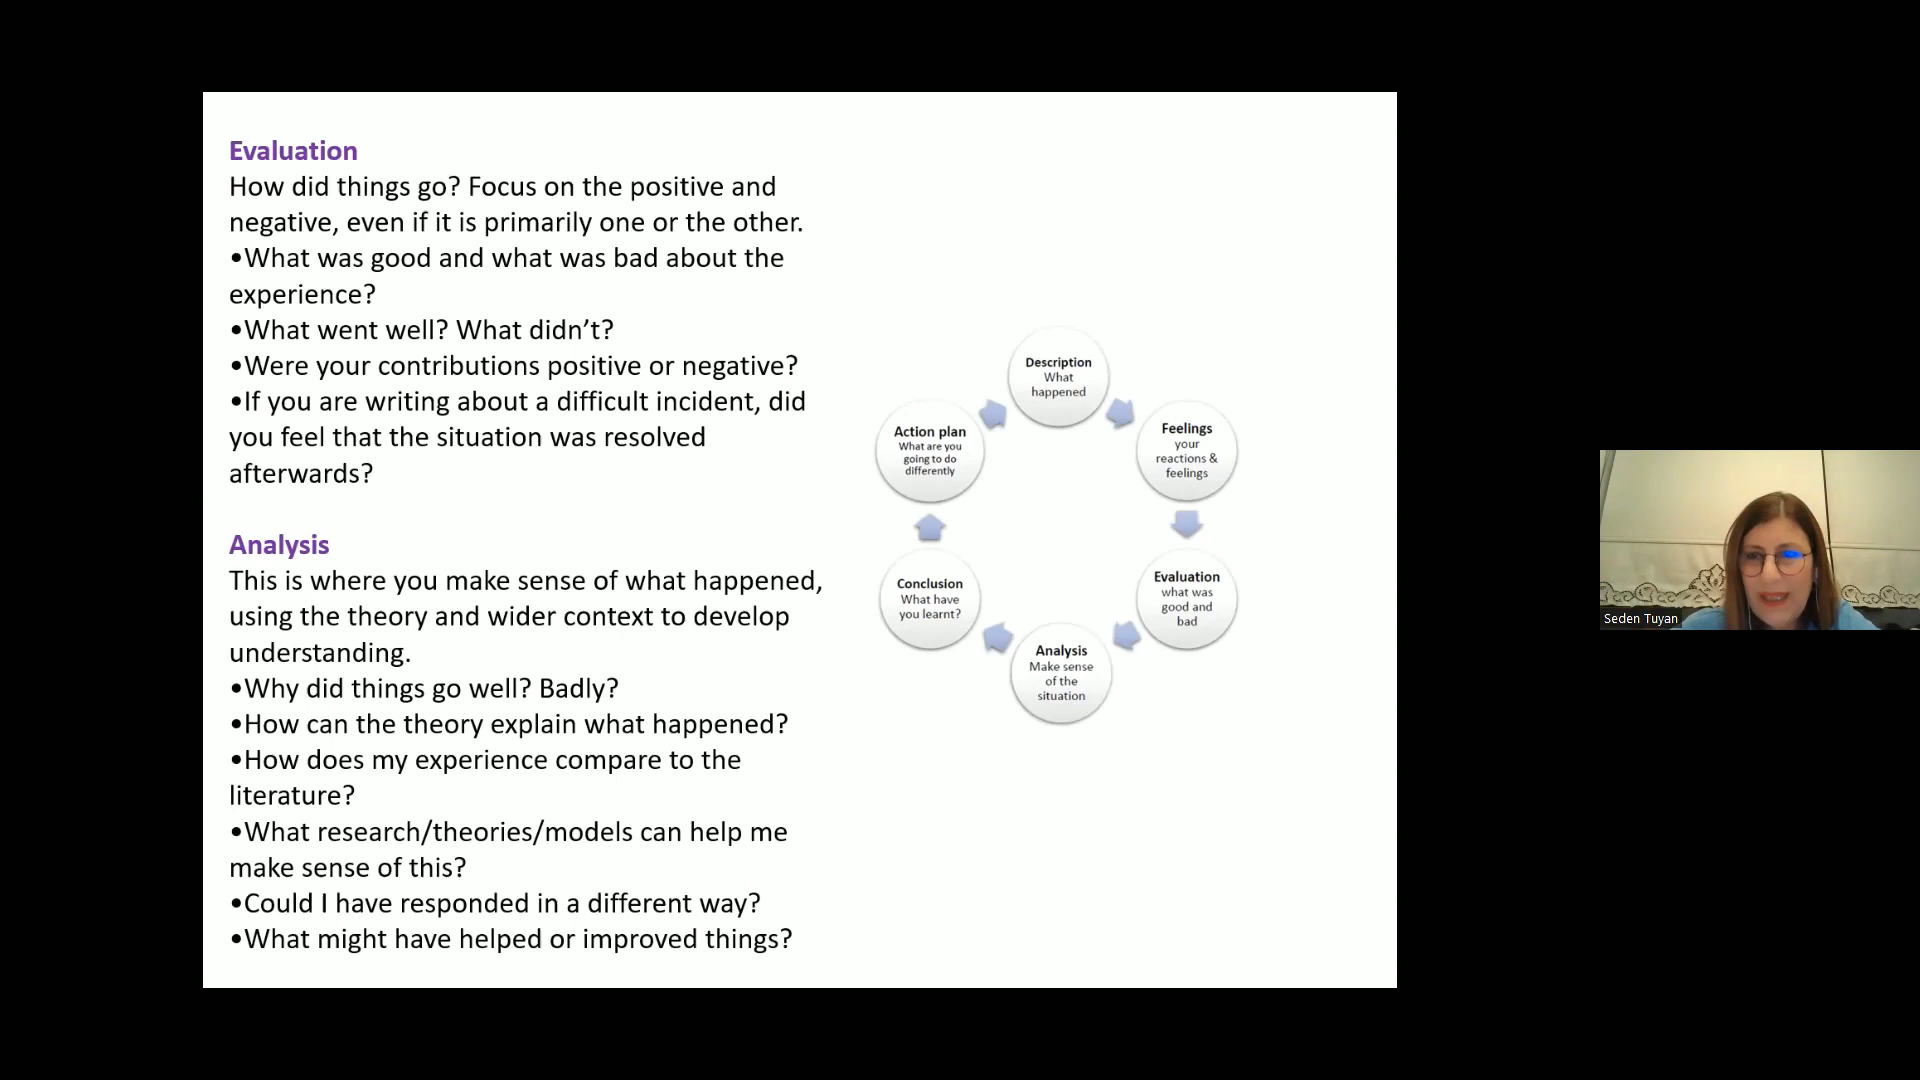 Evaluation
How did things go? Focus on the positive and
negative, even if it is primarily one or the other.
•What was good and what was bad about the
experience?
•What went well? What didn’t?
•Were your contributions positive or negative?
•If you are writing about a difficult incident, did
you feel that the situation was resolved
afterwards?
Analysis
This is where you make sense of what happened,
using the theory and wider context to develop
understanding.
•Why did things go well? Badly?
•How can the theory explain what happened?
•How does my experience compare to the
literature?
•What research/theories/models can help me
make sense of this?
•Could I have responded in a different way?
•What might have helped or improved things?
Description
What
happened
Feelings
your
reactions &
feelings
Evaluation
what was
good and
bad
Analysis
Make sense
of the
situation
Conclusion
What have
you learnt?
Action plan
What are you
going to do
differently
Seden Tuyan